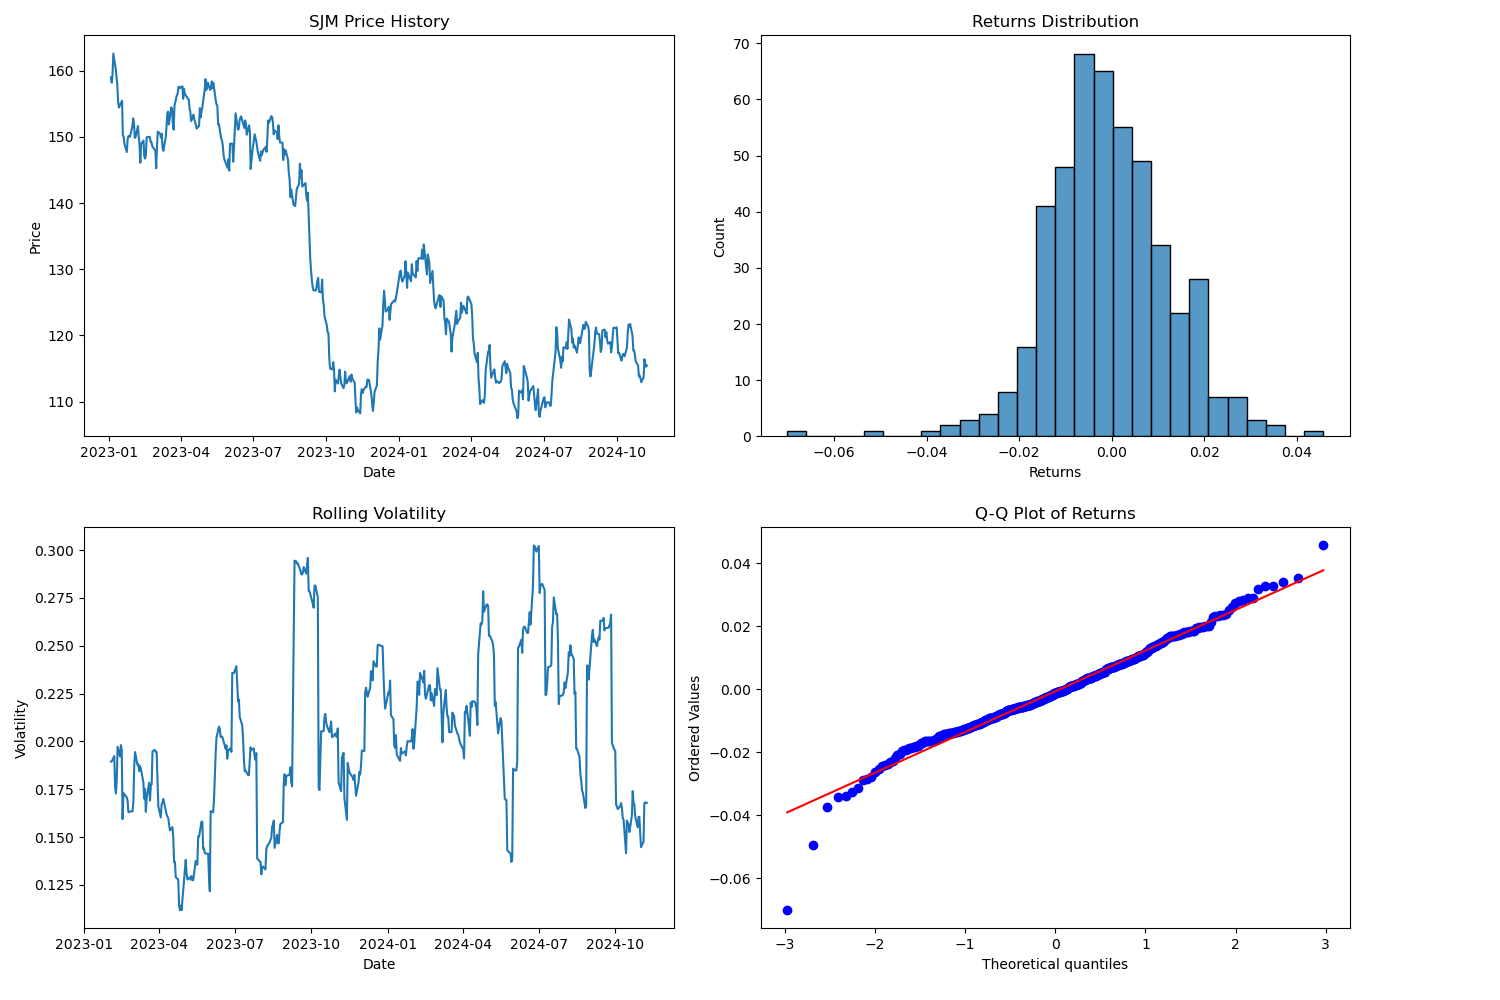 SJM Price History
160
150
140
130
120
110
Price
2023-01 2023-04 2023-07 2023-10 2024-01 2024-04 2024-07 2024-10
Date
Returns Distribution
70
60
50
40
30
20
10
0
Count
−0.06 −0.04 −0.02 0.00 0.02 0.04
Returns
Rolling Volatility
0.300
0.275
0.250
0.225
0.200
0.175
0.150
0.125
Volatility
2023-01 2023-04 2023-07 2023-10 2024-01 2024-04 2024-07 2024-10
Date
Q-Q Plot of Returns
0.04
0.02
0.00
−0.02
−0.04
−0.06
Ordered Values
−3 −2 −1 0 1 2 3
Theoretical quantiles